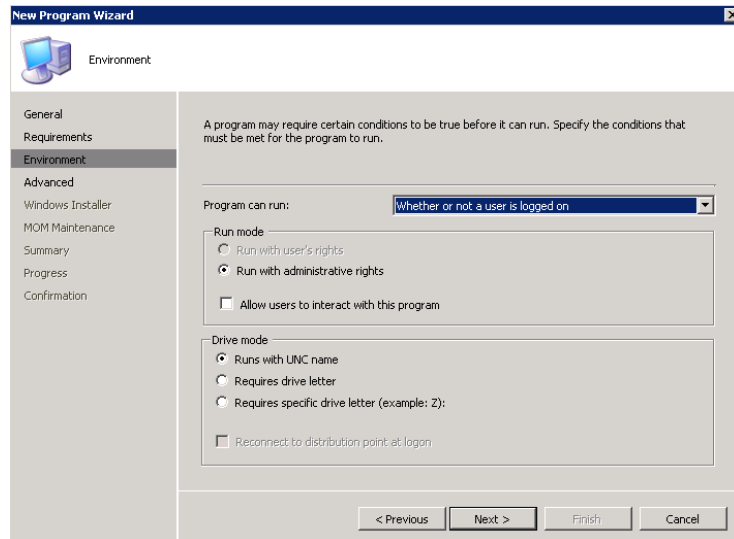 New Program Wizard
Environment
General
Requirements
Environment
Advanced
Windows Installer
MOM Maintenance
Summary
Progress
Confirmation
A program may require certain conditions to be true before it can run. Specify the conditions that
must be met for the program to run.
Program can run:
Whether or not a user is logged on
Run mode
Run with user's rights
Run with administrative rights
Allow users to interact with this program
Drive mode
Runs with UNC name
Requires drive letter
Requires specific drive letter (example: Z):
Reconnect to distribution point at logon
< Previous
Next >
Finish
Cancel